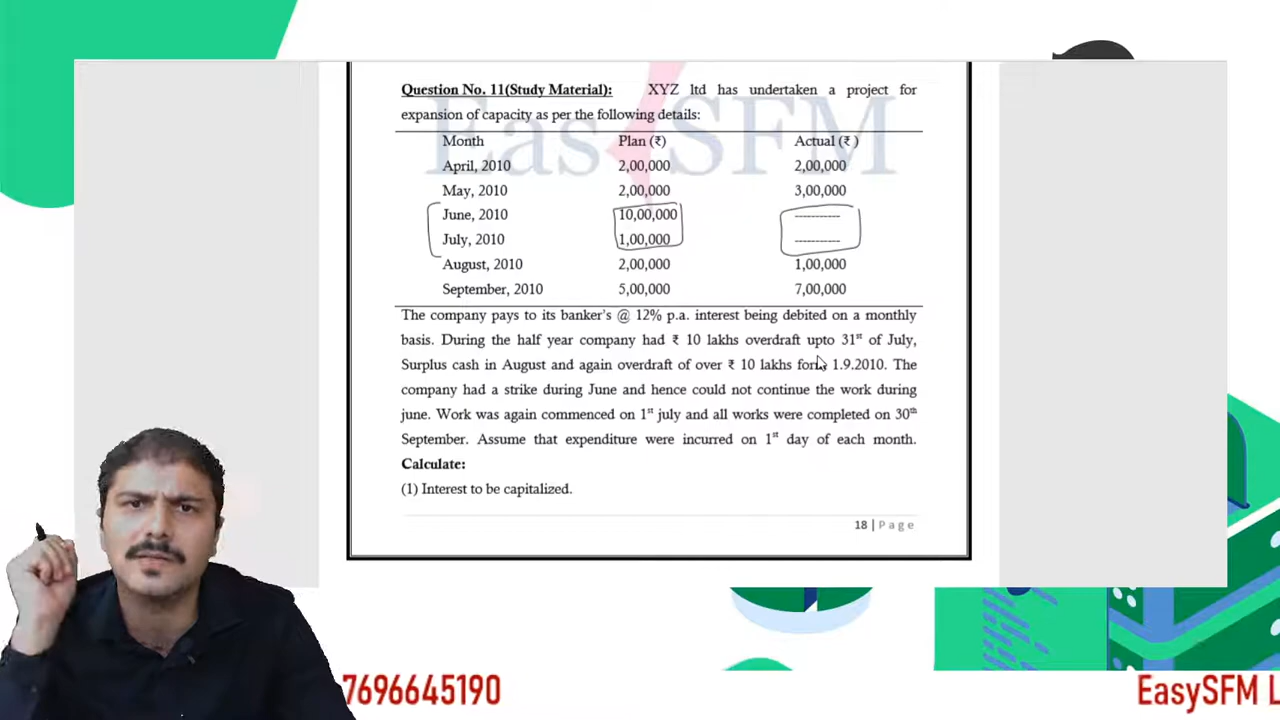 Question No. 11(Study Material): XYZ ltd has undertaken a project for
expansion of capacity as per the following details:
Month Plan (₹) Actual (₹ )
April, 2010 2,00,000 2,00,000
May, 2010 2,00,000 3,00,000
June, 2010 10,00,000 -----------
July, 2010 1,00,000 -----------
August, 2010 2,00,000 1,00,000
September, 2010 5,00,000 7,00,000
The company pays to its banker's @ 12% p.a. interest being debited on a monthly
basis. During the half year company had ₹ 10 lakhs overdraft upto 31st of July,
Surplus cash in August and again overdraft of over ₹ 10 lakhs form 1.9.2010. The
company had a strike during June and hence could not continue the work during
june. Work was again commenced on 1st july and all works were completed on 30th
September. Assume that expenditure were incurred on 1st day of each month.
Calculate:
(1) Interest to be capitalized.
18 | Page
EasySFM
7696645190
EasySFM L